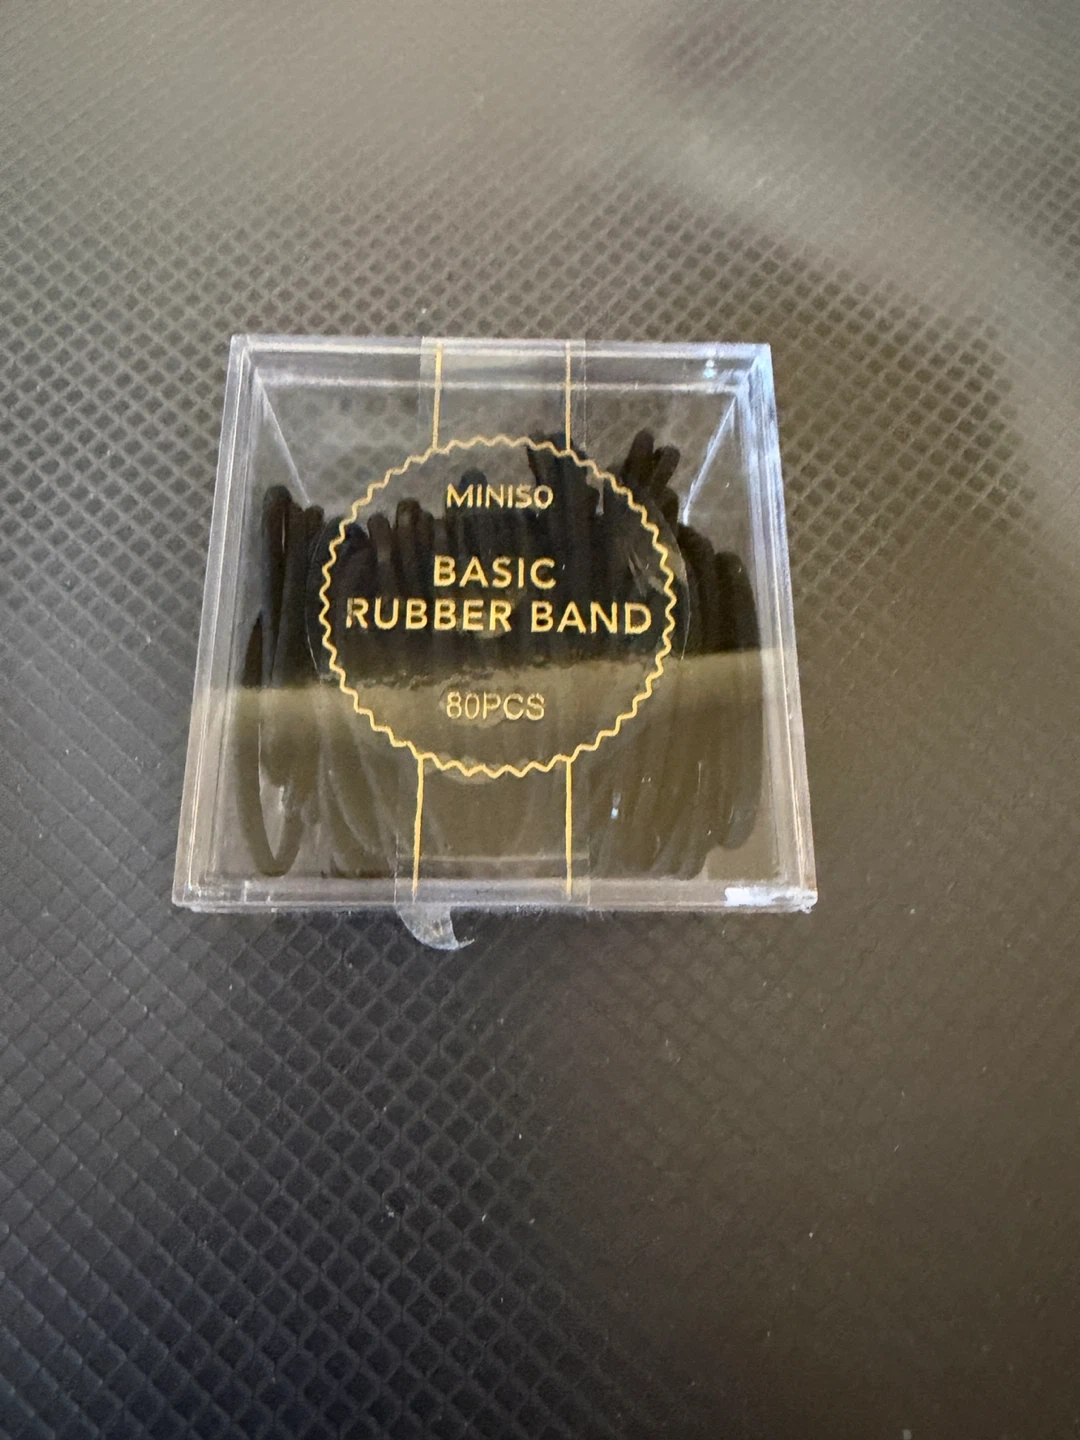 MINISO
BASIC
RUBBER BAND
80PCS